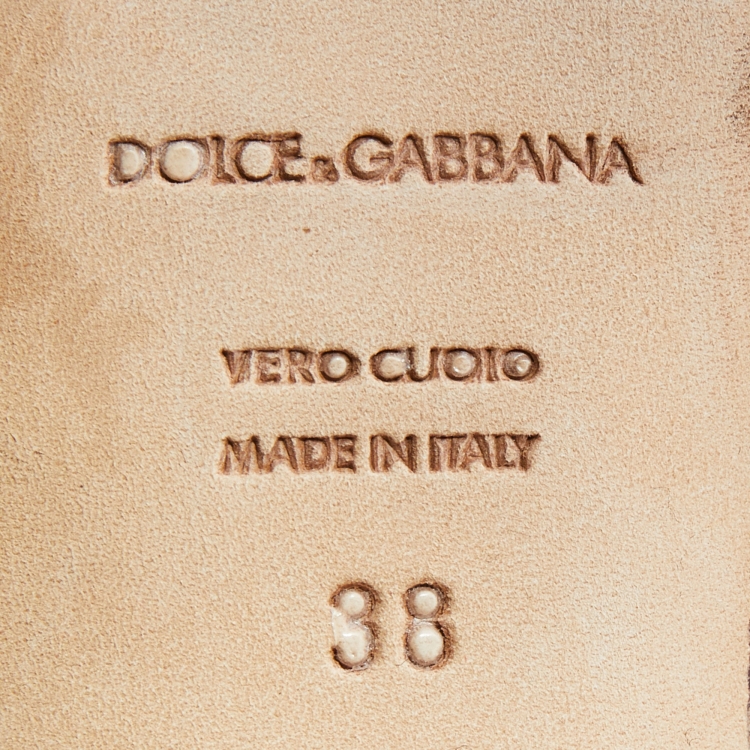 DOLCE & GABBANA
VERO CUOIO
MADE IN ITALY
38